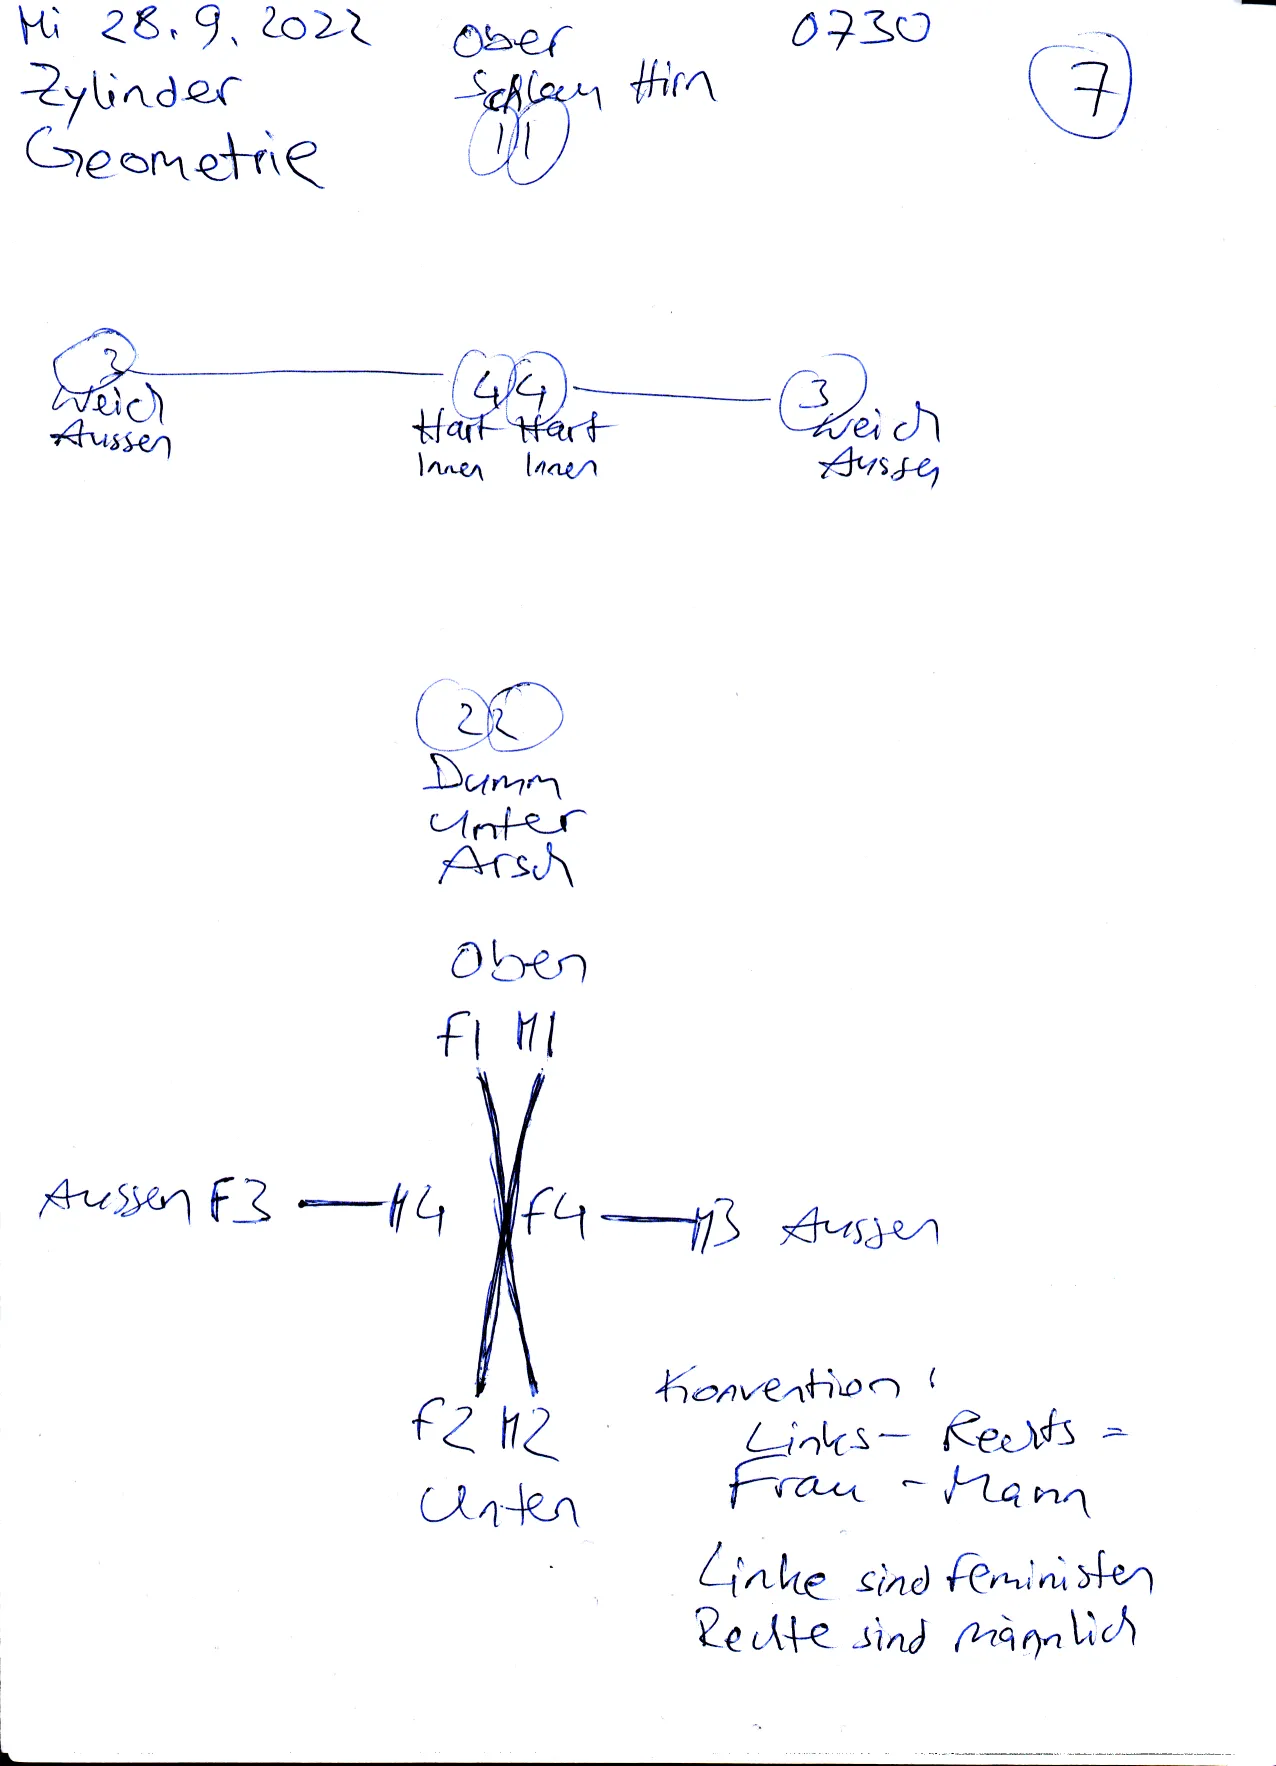 Mi 28.9.2022
Ober
0730
7
Zylinder
Schlau Hirn
Geometrie
1 1
3
4 4
3
Weich
Hart Hart
Weich
Aussen
Innen Innen
Aussen
2 2
Dumm
Unter
Arsch
Oben
F1 M1
Aussen F3 M4 F4 M3 Aussen
F2 M2
Unten
Konvention:
Links - Rechts =
Frau - Mann
Linke sind Feministen
Rechte sind männlich